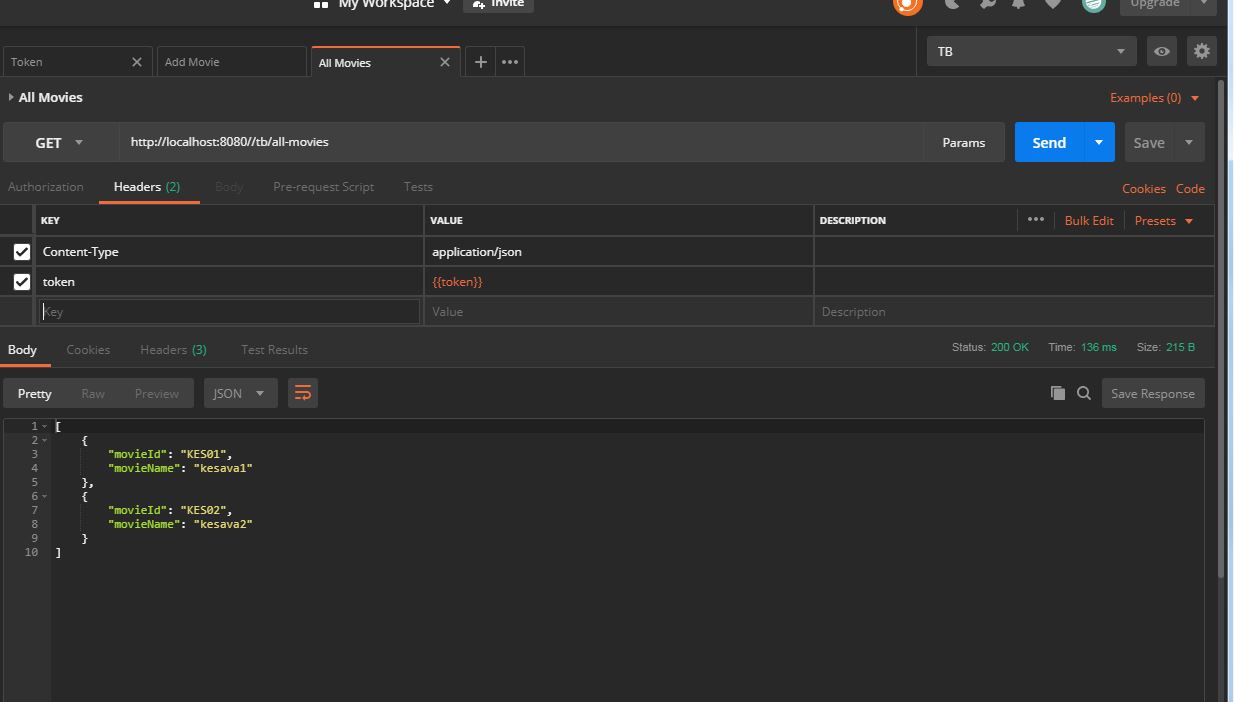 My Workspace Invite Upgrade
Token Add Movie All Movies TB
All Movies Examples (0)
GET http://localhost:8080//tb/all-movies Params Send Save
Authorization Headers (2) Body Pre-request Script Tests Cookies Code
KEY VALUE DESCRIPTION Bulk Edit Presets
Content-Type application/json
token {{token}}
Key Value Description
Body Cookies Headers (3) Test Results Status: 200 OK Time: 136 ms Size: 215 B
Pretty Raw Preview JSON Save Response
1 [
2 {
3 "movieId": "KES01",
4 "movieName": "kesava1"
5 },
6 {
7 "movieId": "KES02",
8 "movieName": "kesava2"
9 }
10 ]